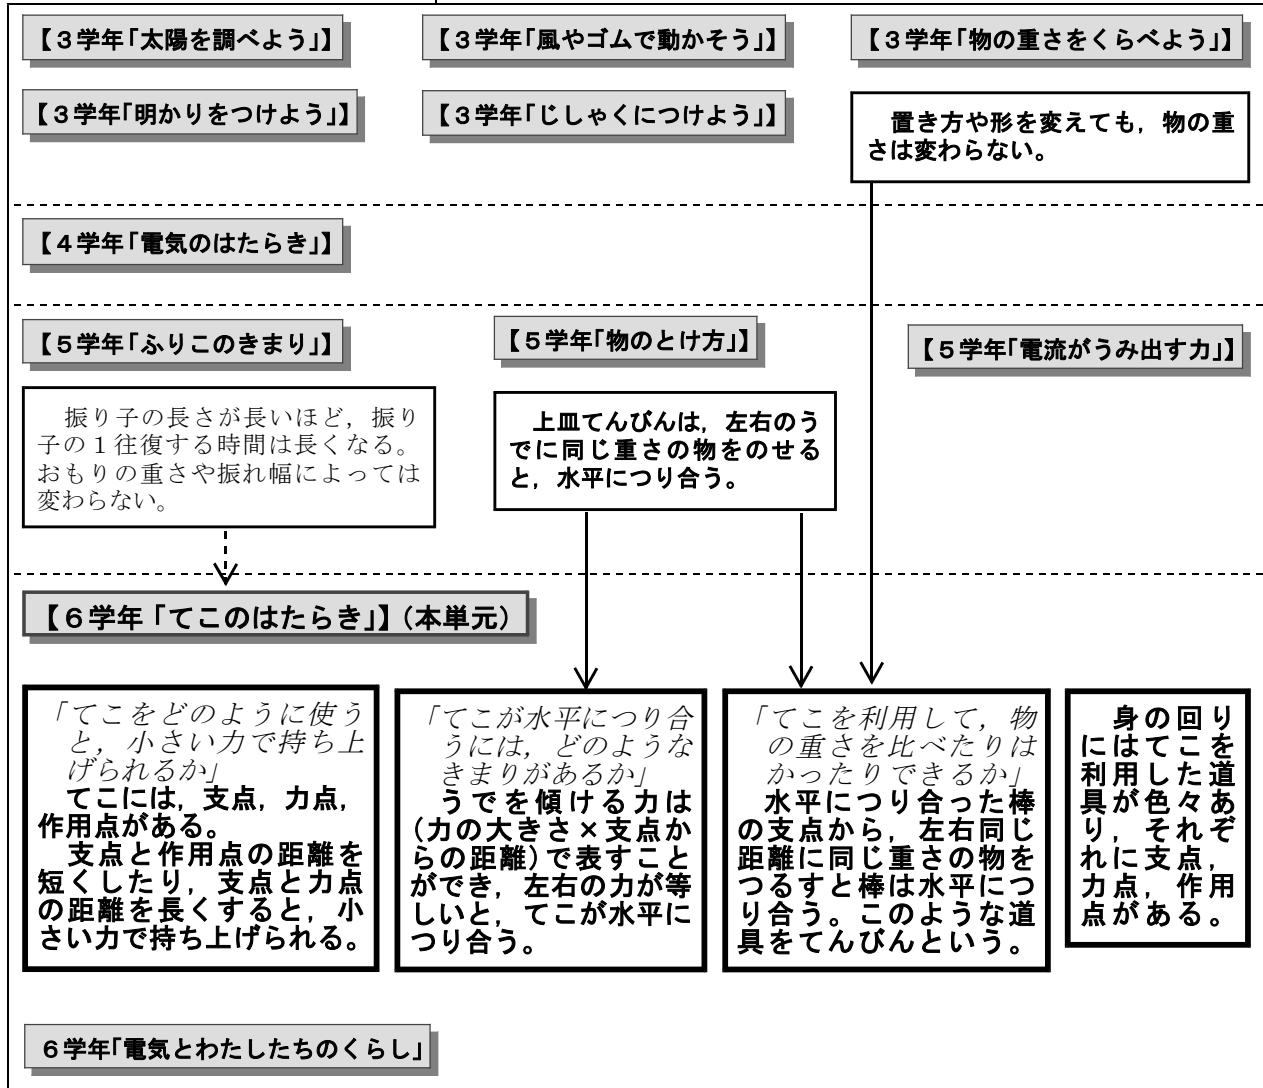 【３学年「太陽を調べよう」】
【３学年「風やゴムで動かそう」】
【３学年「物の重さをくらべよう」】
【３学年「明かりをつけよう」】
【３学年「じしゃくにつけよう」】
置き方や形を変えても，物の重
さは変わらない。
【４学年「電気のはたらき」】
【５学年「ふりこのきまり」】
【５学年「物のとけ方」】
【５学年「電流がうみ出す力」】
振り子の長さが長いほど，振り
子の１往復する時間は長くなる。
おもりの重さや振れ幅によっては
変わらない。
上皿てんびんは，左右のう
でに同じ重さの物をのせる
と，水平につり合う。
【６学年「てこのはたらき」】（本単元）
「てこをどのように使う
と，小さい力で持ち上
げられるか」
てこには，支点，力点，
作用点がある。
支点と作用点の距離を
短くしたり，支点と力点
の距離を長くすると，小
さい力で持ち上げられる。
「てこが水平につり合
うには，どのような
きまりがあるか」
うでを傾ける力は
（力の大きさ×支点か
らの距離）で表すこと
ができ，左右の力が等
しいと，てこが水平に
つり合う。
「てこを利用して，物
の重さを比べたりは
かったりできるか」
水平につり合った棒
の支点から，左右同じ
距離に同じ重さの物を
つるすと棒は水平につ
り合う。このような道
具をてんびんという。
身の回り
にはてこを
利用した道
具が色々あ
り，それぞ
れに支点，
力点，作用
点がある。
６学年「電気とわたしたちのくらし」